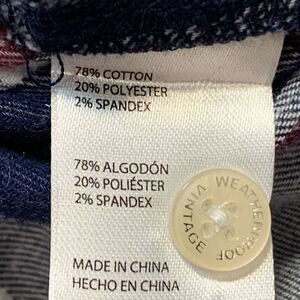 78% COTTON
20% POLYESTER
2% SPANDEX
78% ALGODÓN
20% POLIÉSTER
2% SPANDEX
MADE IN CHINA
HECHO EN CHINA
WEATHERPROOF
VINTAGE